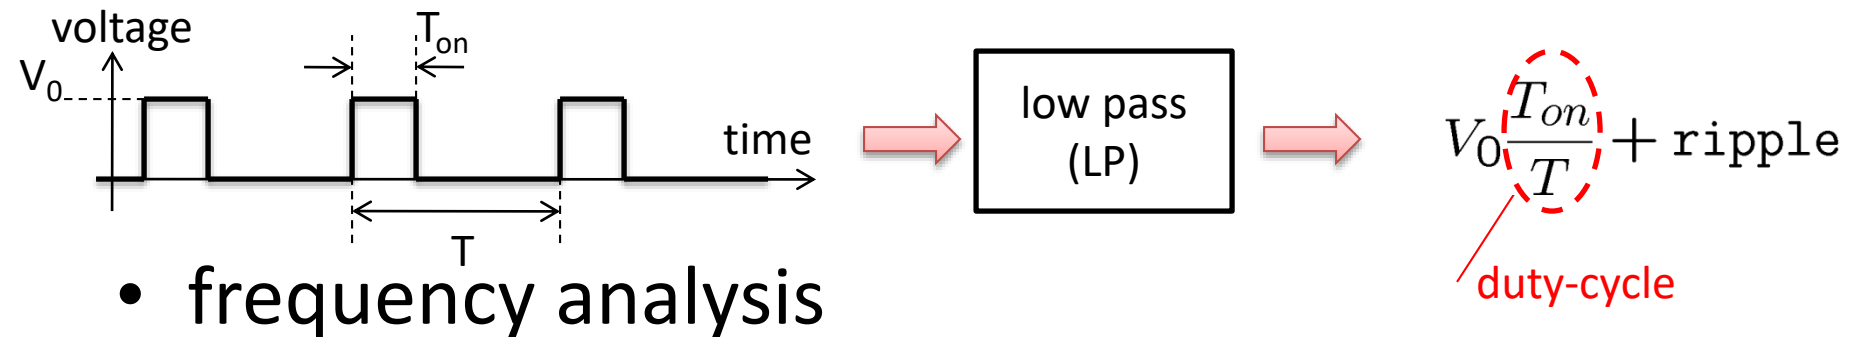 voltage
V₀
Tₒₙ
time
T
low pass
(LP)
V₀ Tₒₙ/T + ripple
duty-cycle
• frequency analysis